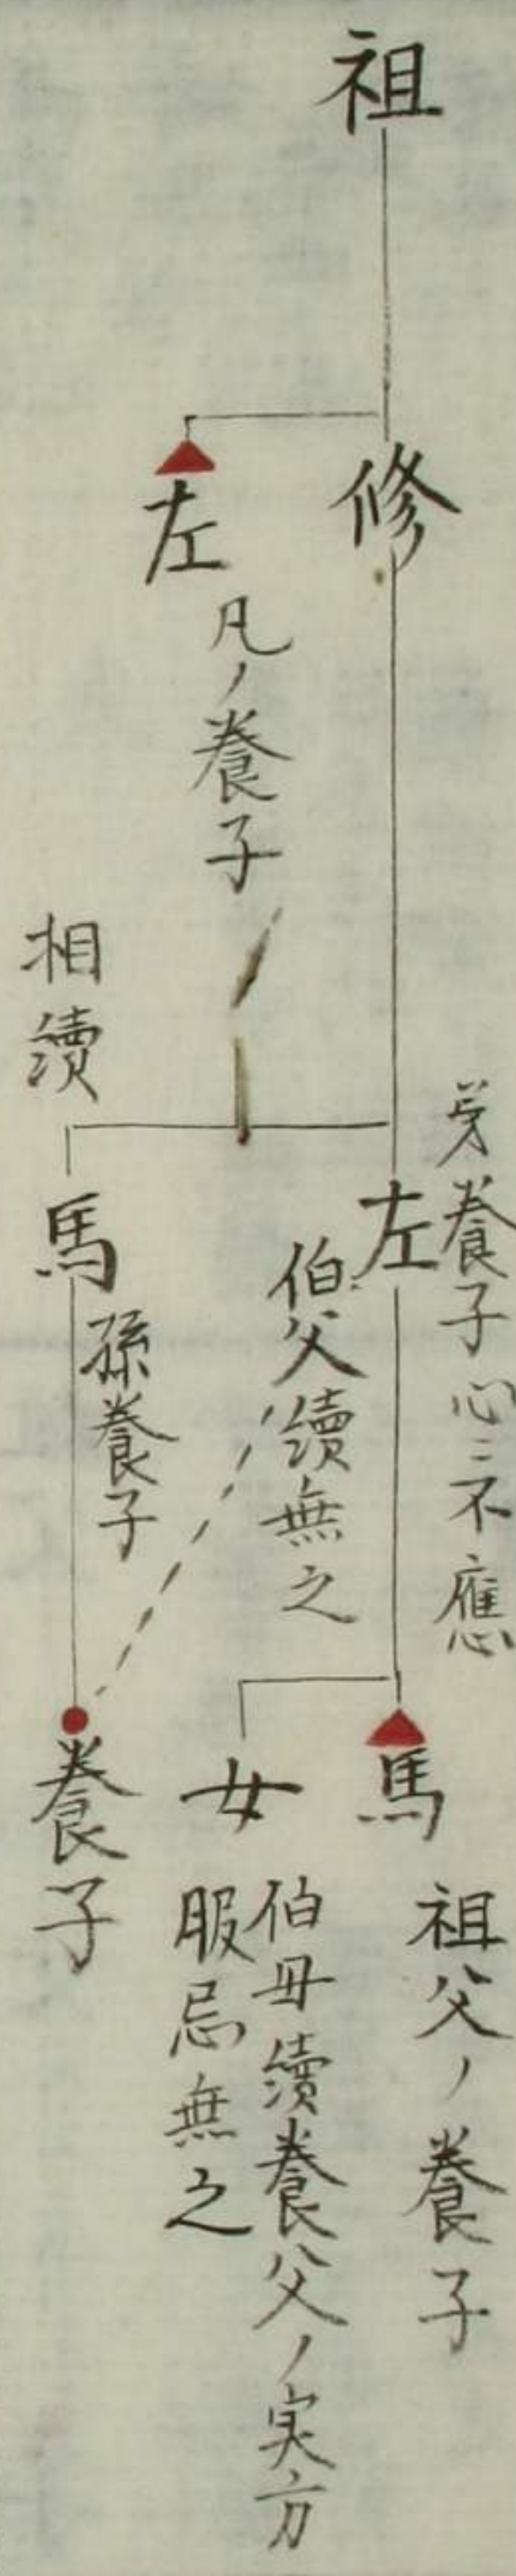 祖
修
左
凡ノ養子
相續
馬
孫養子
養子
左
養子心ニ不應
伯父續無之
馬
祖父ノ養子
女
伯母續養父ノ実方
服忌無之